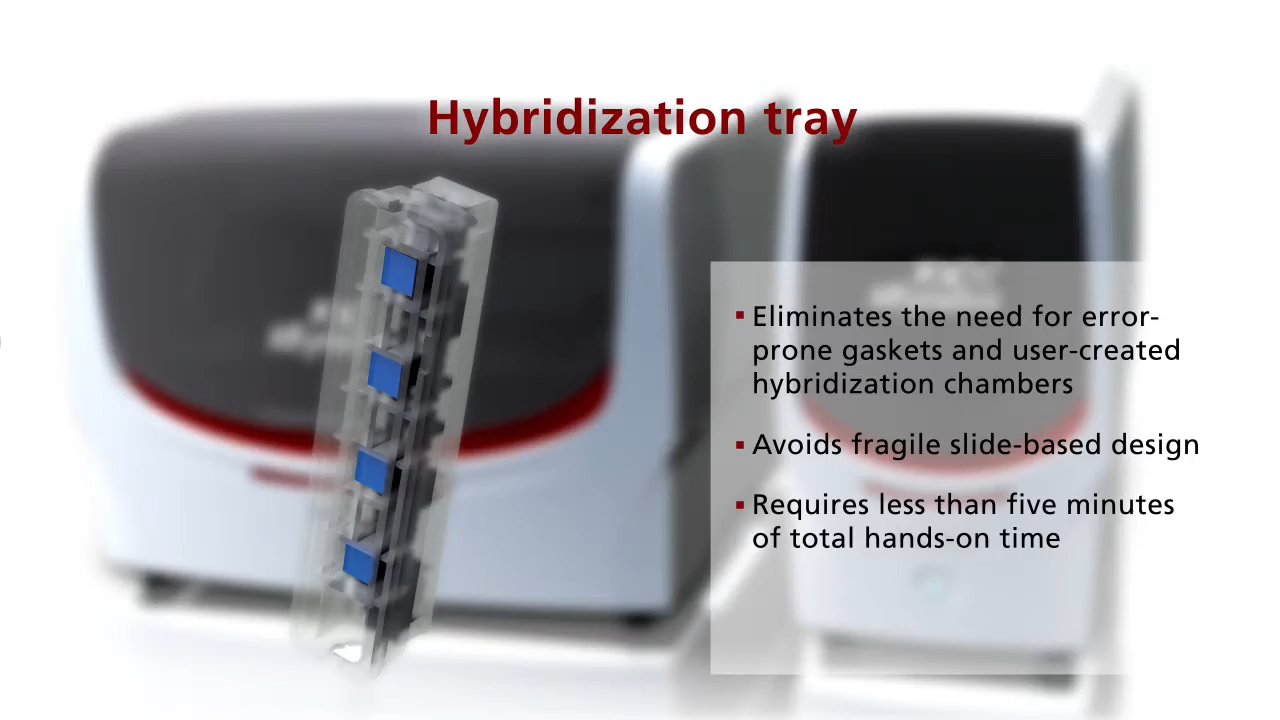 Hybridization tray
▪ Eliminates the need for error-
prone gaskets and user-created
hybridization chambers
▪ Avoids fragile slide-based design
▪ Requires less than five minutes
of total hands-on time